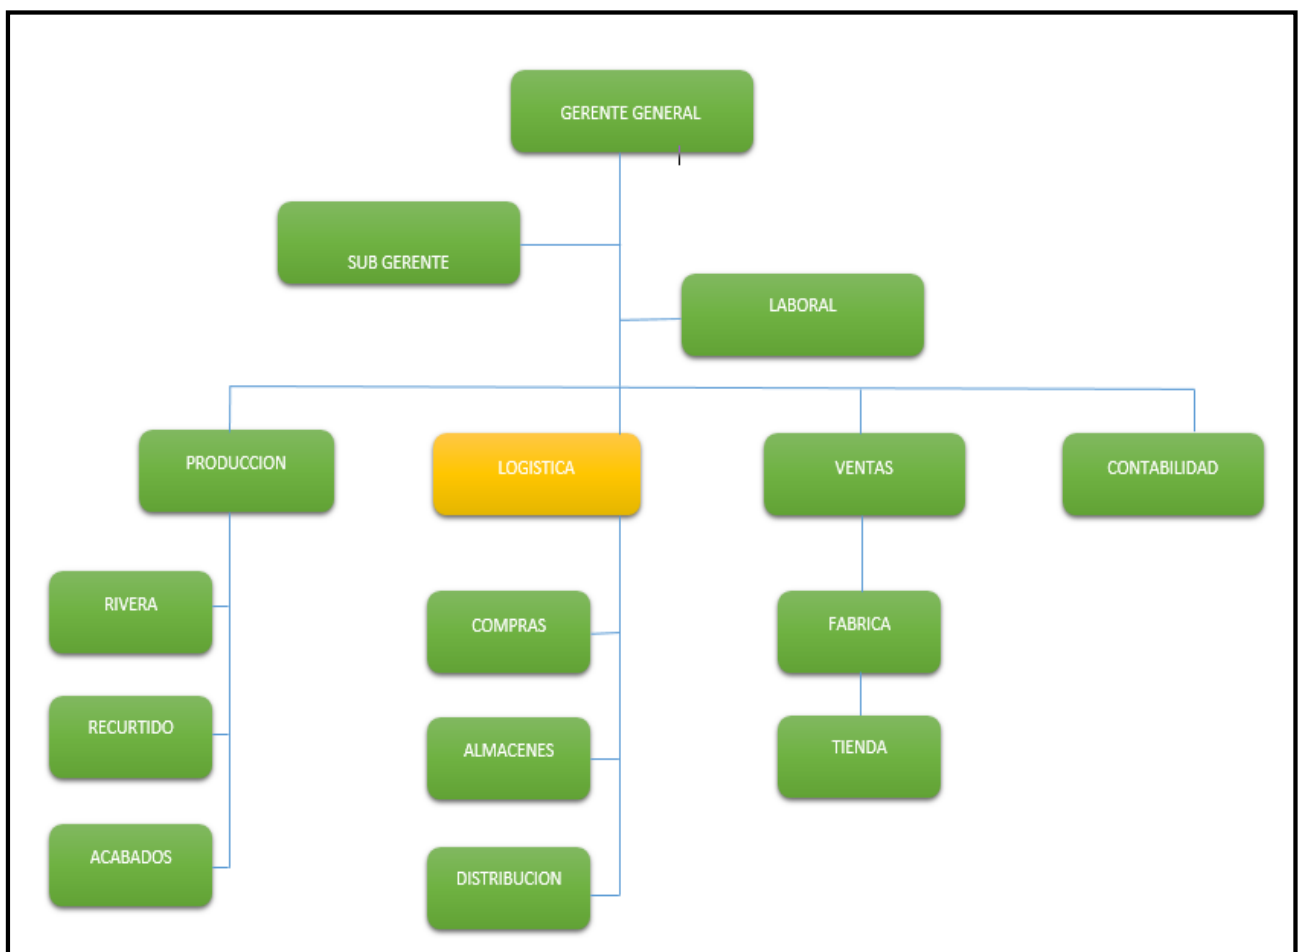 GERENTE GENERAL
SUB GERENTE
LABORAL
PRODUCCION
LOGISTICA
VENTAS
CONTABILIDAD
RIVERA
COMPRAS
FABRICA
RECURTIDO
ALMACENES
TIENDA
ACABADOS
DISTRIBUCION